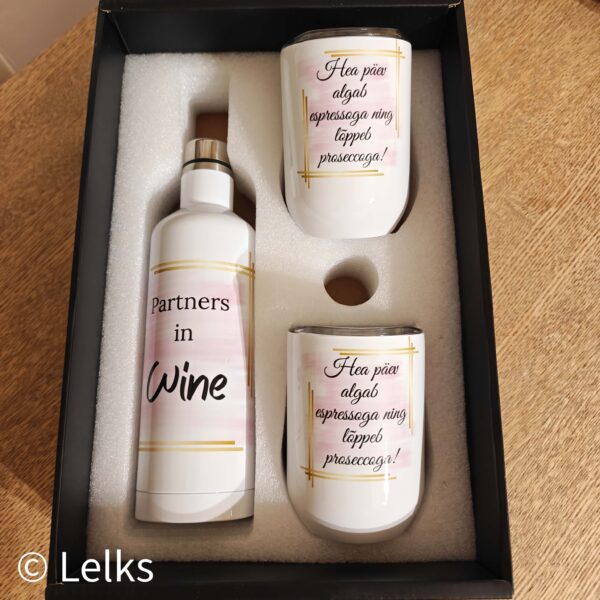 Hea päev
algab
espressoga ning
lõppeb
proseccoga!
Partners
in
Wine
Hea päev
algab
espressoga ning
lõppeb
proseccoga!
© Lelks